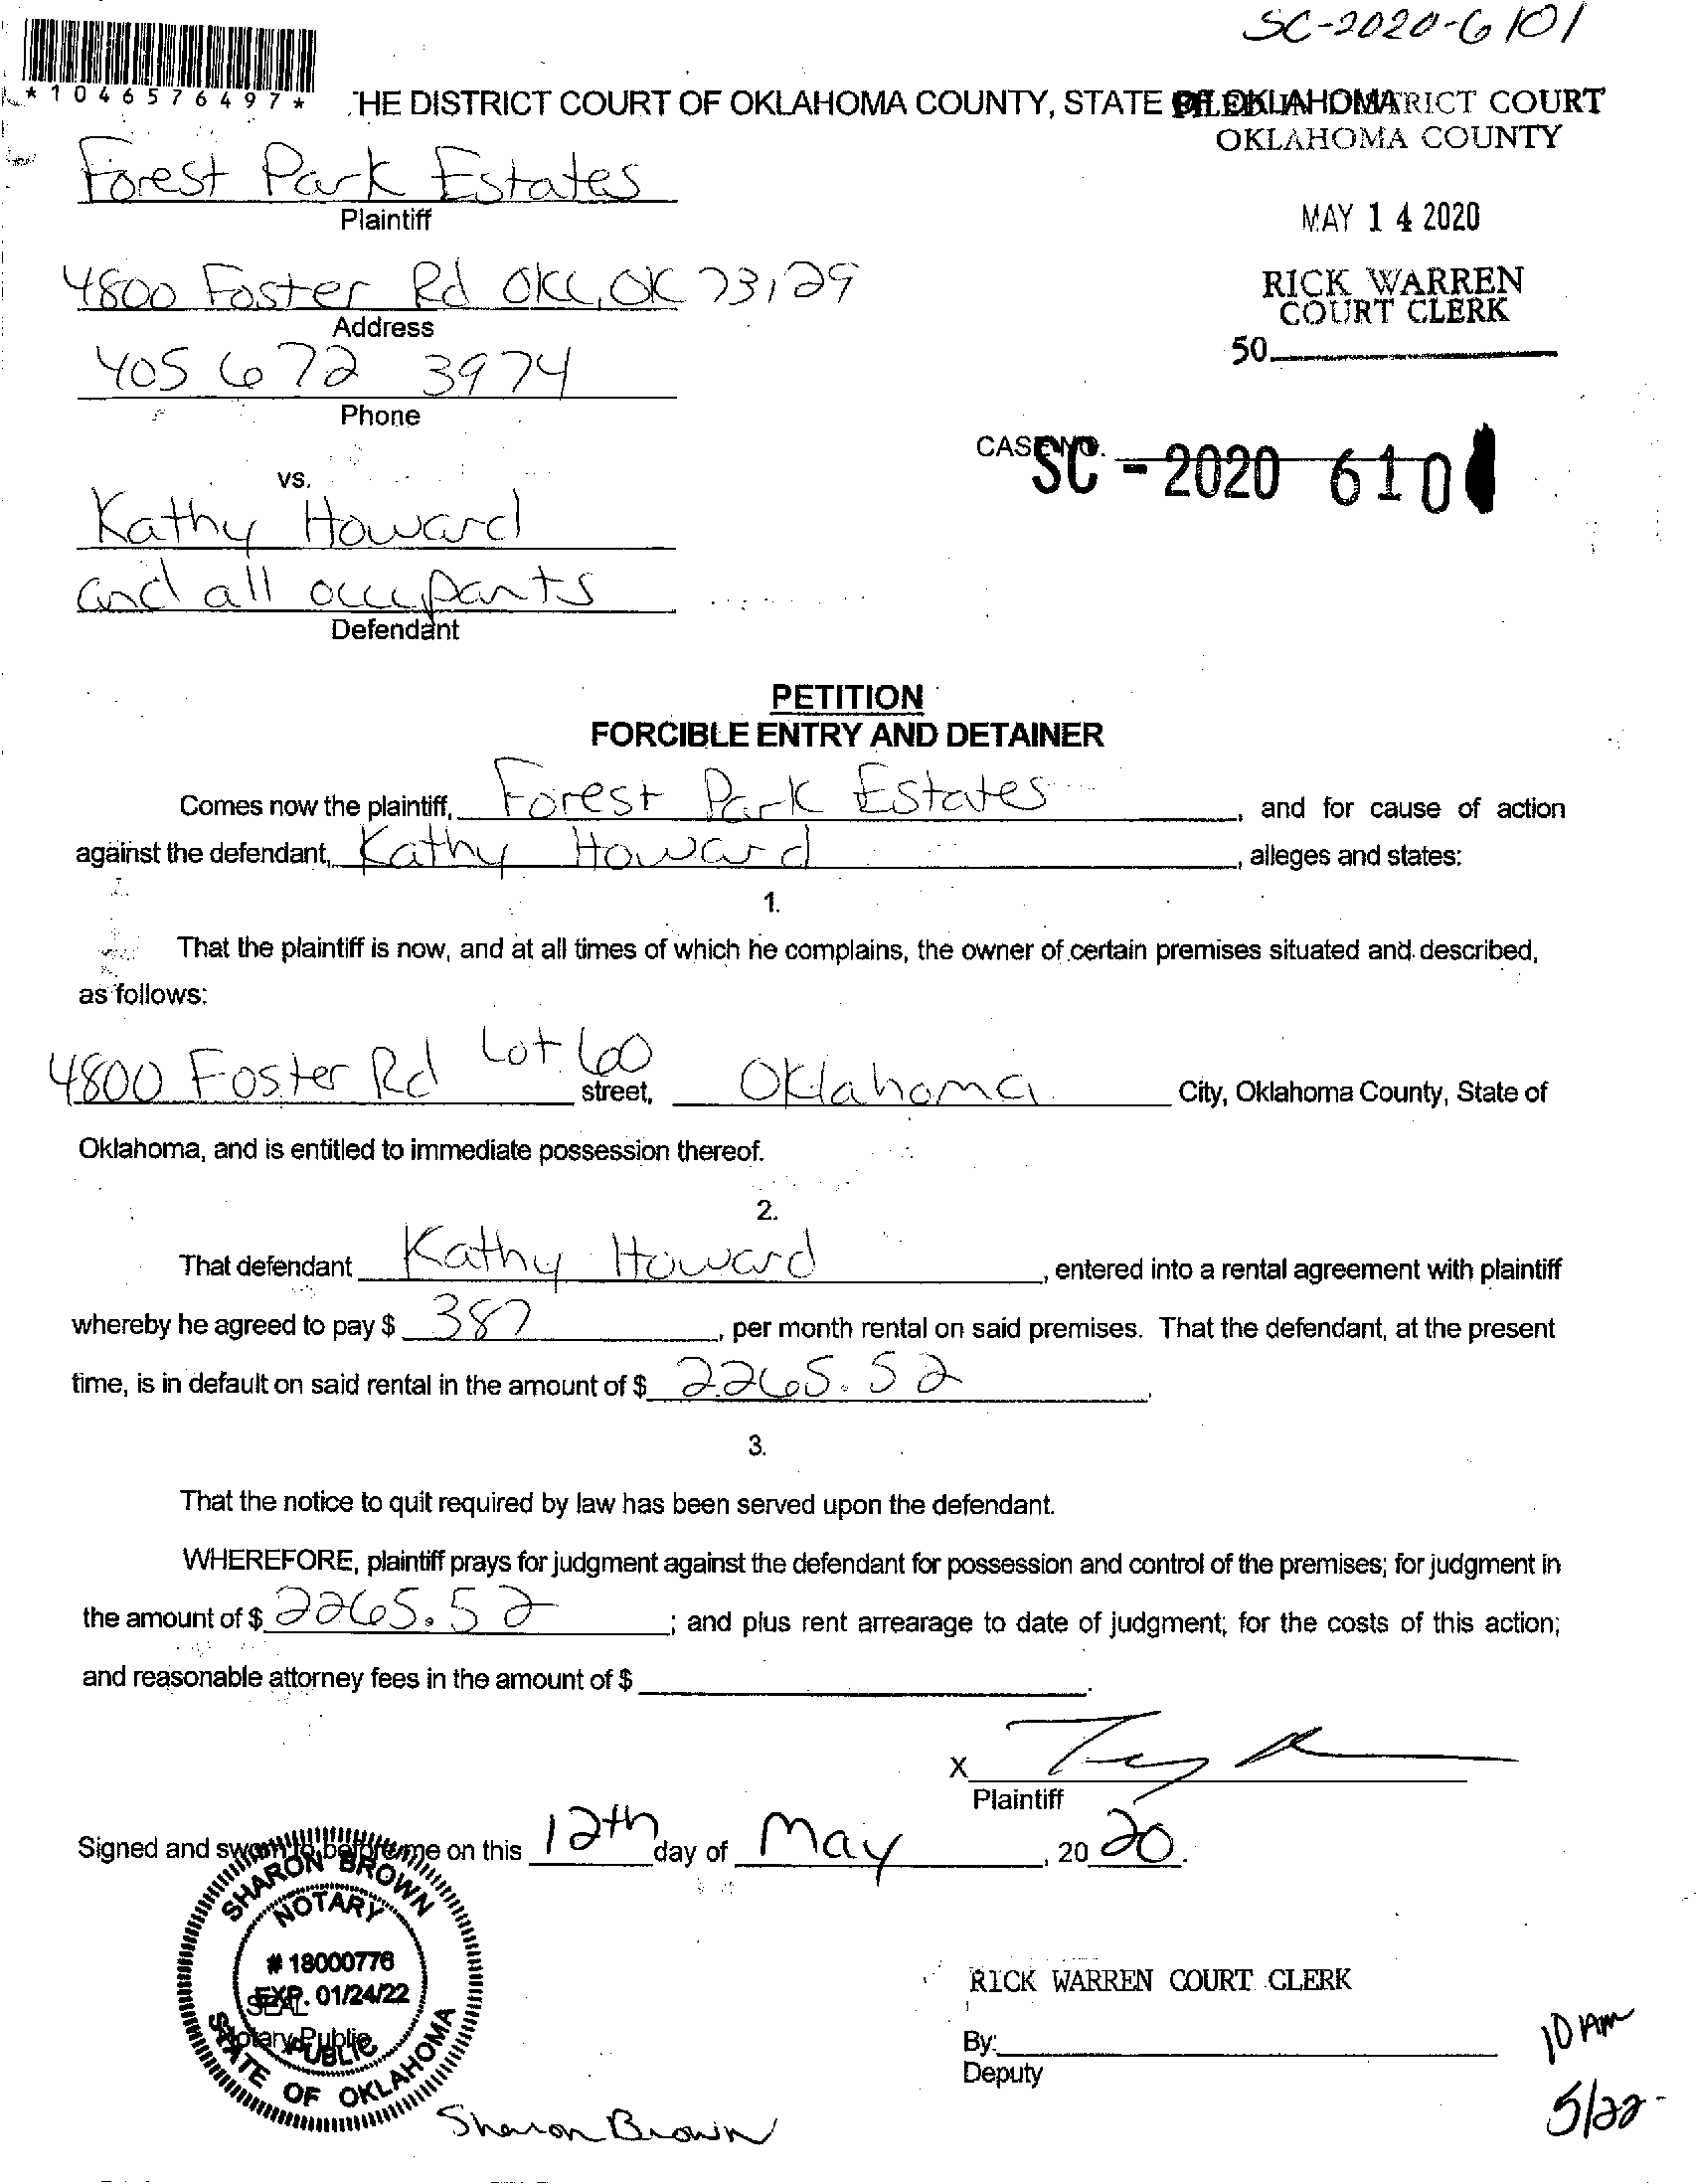 SC-2020-6101
*1046576497*
THE DISTRICT COURT OF OKLAHOMA COUNTY, STATE OF OKLAHOMA
FILED IN DISTRICT COURT
OKLAHOMA COUNTY
Forest Park Estates
Plaintiff
MAY 14 2020
4800 Foster Rd OKC, OK 73129
Address
RICK WARREN
COURT CLERK
405 672 3974
Phone
50.
CASE NO.
SC - 2020 6101
vs.
Kathy Howard
and all occupants
Defendant
PETITION
FORCIBLE ENTRY AND DETAINER
Comes now the plaintiff, Forest Park Estates, and for cause of action
against the defendant, Kathy Howard, alleges and states:
1.
That the plaintiff is now, and at all times of which he complains, the owner of certain premises situated and described,
as follows:
4800 Foster Rd Lot 60 street, Oklahoma City, Oklahoma County, State of
Oklahoma, and is entitled to immediate possession thereof.
2.
That defendant Kathy Howard, entered into a rental agreement with plaintiff
whereby he agreed to pay $ 387, per month rental on said premises. That the defendant, at the present
time, is in default on said rental in the amount of $ 2265.52.
3.
That the notice to quit required by law has been served upon the defendant.
WHEREFORE, plaintiff prays for judgment against the defendant for possession and control of the premises; for judgment in
the amount of $ 2265.52; and plus rent arrearage to date of judgment; for the costs of this action;
and reasonable attorney fees in the amount of $ .
X
Plaintiff
Signed and sworn to before me on this 12th day of May, 2020.
SHARON BROWN
NOTARY
# 18000776
EXP. 01/24/22
SEAL
Notary Public
PUBLIC
STATE OF OKLAHOMA
RICK WARREN COURT CLERK
By:
Deputy
10 AM
5/22-
Sharon Brown